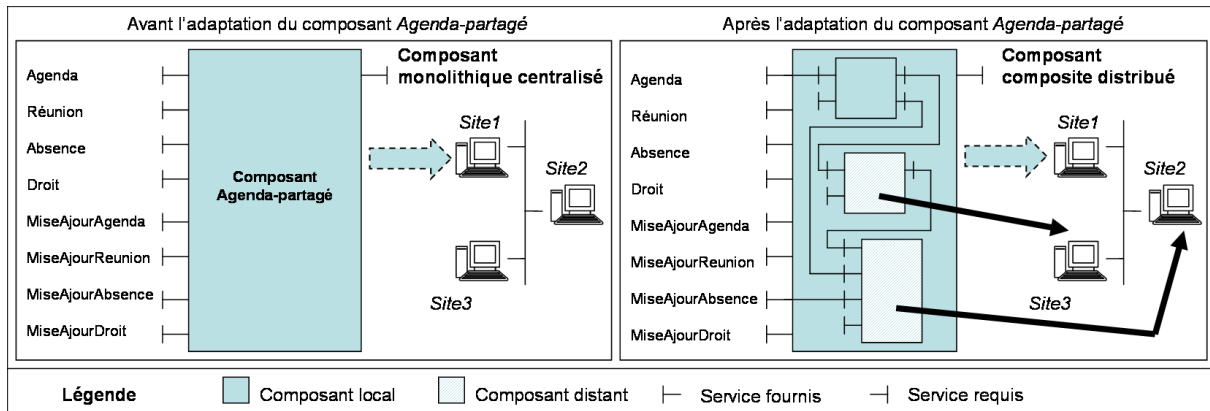 Avant l'adaptation du composant Agenda-partagé
Agenda
Réunion
Absence
Droit
MiseAjourAgenda
MiseAjourReunion
MiseAjourAbsence
MiseAjourDroit
Composant
Agenda-partagé
Composant
monolithique centralisé
Site1
Site2
Site3
Après l'adaptation du composant Agenda-partagé
Agenda
Réunion
Absence
Droit
MiseAjourAgenda
MiseAjourReunion
MiseAjourAbsence
MiseAjourDroit
Composant
composite distribué
Site1
Site2
Site3
Légende
Composant local
Composant distant
Service fournis
Service requis